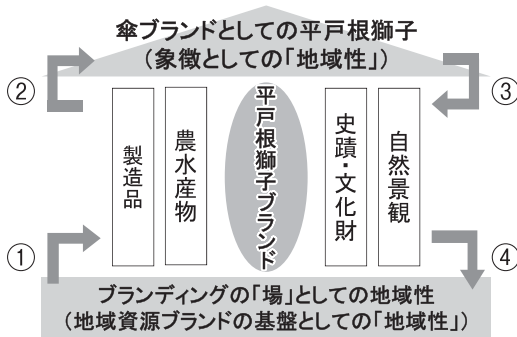 傘ブランドとしての平戸根獅子
(象徴としての「地域性」)
②
③
製造品
農水産物
平戸根獅子ブランド
史蹟・文化財
自然景観
①
④
ブランディングの「場」としての地域性
(地域資源ブランドの基盤としての「地域性」)